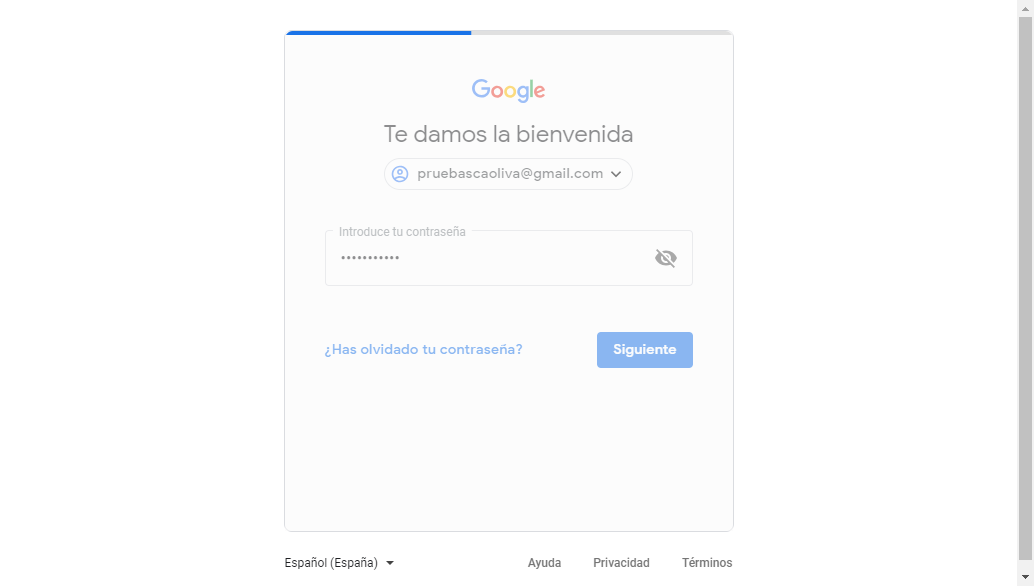 Google
Te damos la bienvenida
pruebascaoliva@gmail.com
Introduce tu contraseña
•••••••••••
¿Has olvidado tu contraseña?
Siguiente
Español (España)
Ayuda
Privacidad
Términos